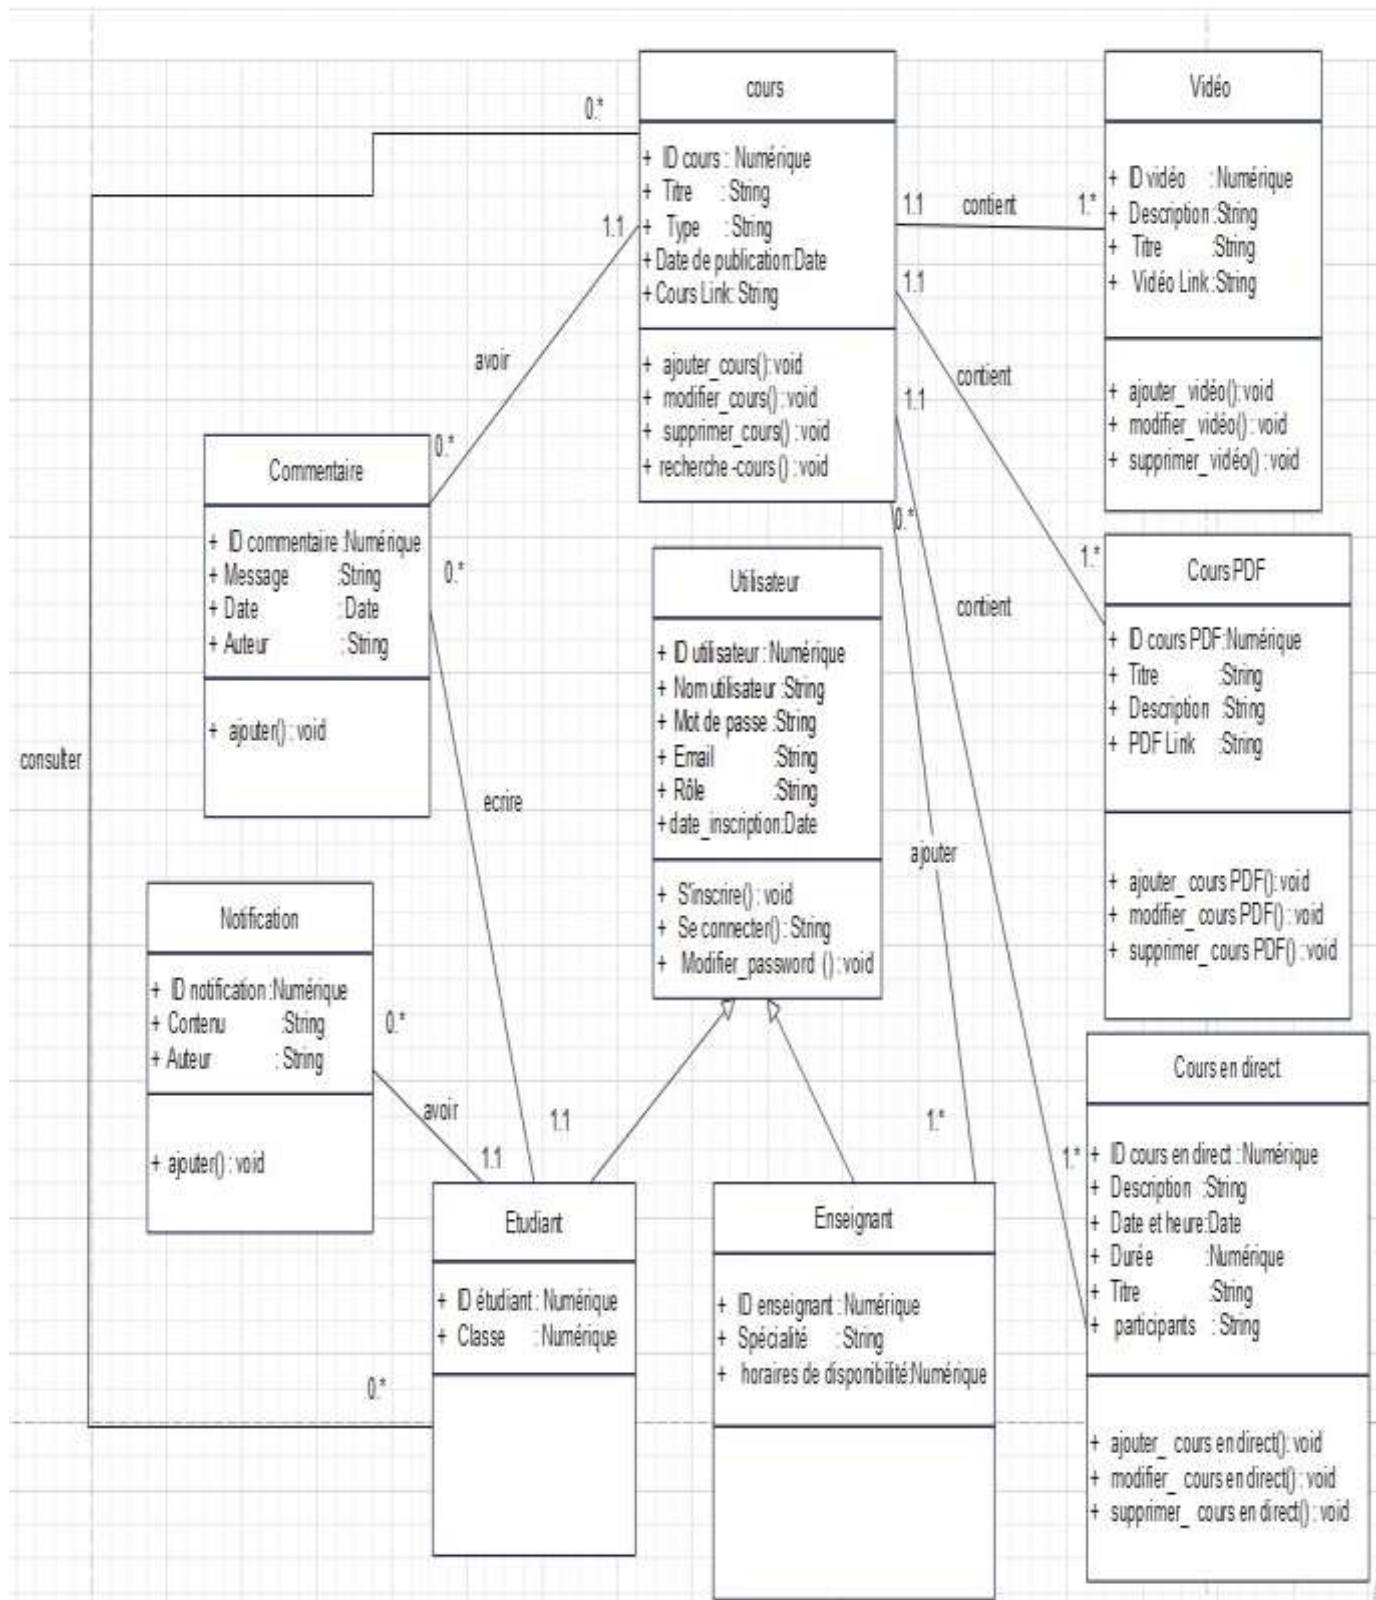 cours
+ ID cours : Numérique
+ Titre : String
+ Type : String
+ Date de publication:Date
+ Cours Link: String
+ ajouter_cours(): void
+ modifier_cours() : void
+ supprimer_cours() : void
+ recherche -cours () : void
Vidéo
+ ID vidéo : Numérique
+ Description : String
+ Titre :String
+ Vidéo Link :String
+ ajouter_vidéo(): void
+ modifier_vidéo() : void
+ supprimer_vidéo() : void
0.*
1.1
1.1
contient
1.*
1.1
contient
1.1
avoir
0.*
Commentaire
+ ID commentaire :Numérique
+ Message :String
+ Date : Date
+ Auteur : String
+ ajouter() : void
0.*
0.*
1.*
contient
Utilisateur
+ ID utilisateur : Numérique
+ Nom utilisateur :String
+ Mot de passe :String
+ Email :String
+ Rôle :String
+date_inscription:Date
+ S'inscrire() : void
+ Se connecter() : String
+ Modifier_password () : void
Cours PDF
+ ID cours PDF:Numérique
+ Titre :String
+ Description :String
+ PDF Link :String
+ ajouter_ cours PDF(): void
+ modifier_ cours PDF() : void
+ supprimer_ cours PDF() : void
consulter
ecrire
ajouter
Notification
+ ID notification :Numérique
+ Contenu :String
+ Auteur : String
+ ajouter() : void
0.*
avoir
1.1
1.1
1.*
1.*
Cours en direct
+ ID cours en direct : Numérique
+ Description :String
+ Date et heure:Date
+ Durée :Numérique
+ Titre :String
+ participants : String
+ ajouter_ cours en direct(): void
+ modifier_ cours en direct() : void
+ supprimer_ cours en direct() : void
Etudiant
+ ID étudiant : Numérique
+ Classe : Numérique
0.*
Enseignant
+ ID enseignant : Numérique
+ Spécialité : String
+ horaires de disponibilité:Numérique